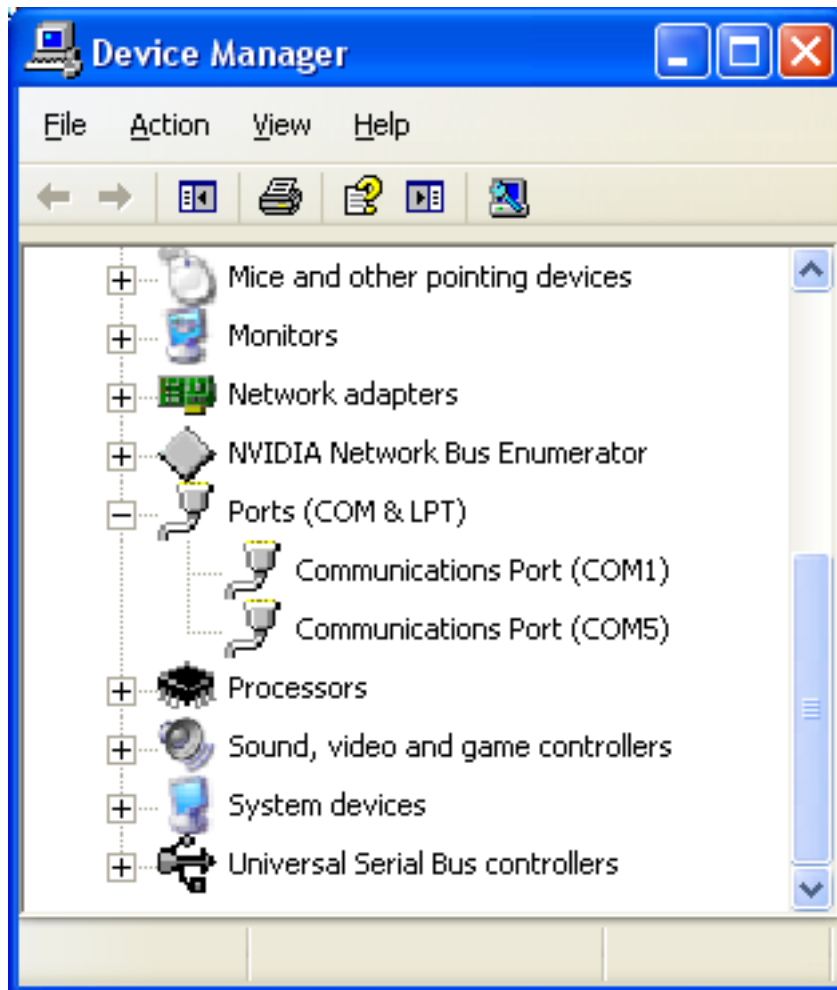 Device Manager
File Action View Help
Mice and other pointing devices
Monitors
Network adapters
NVIDIA Network Bus Enumerator
Ports (COM & LPT)
Communications Port (COM1)
Communications Port (COM5)
Processors
Sound, video and game controllers
System devices
Universal Serial Bus controllers